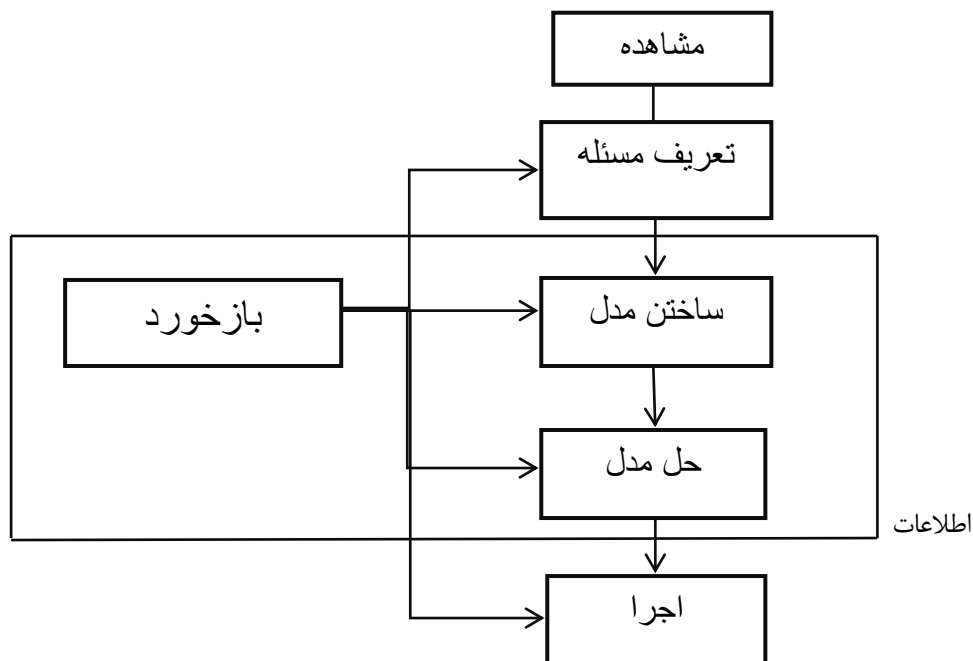 مشاهده
تعریف مسئله
ساختن مدل
بازخورد
حل مدل
اطلاعات
اجرا